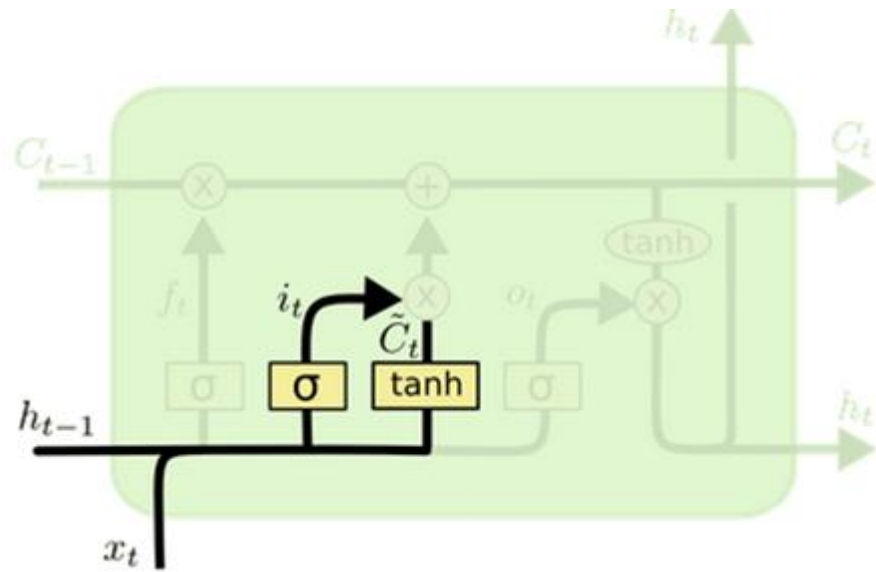 h_t
C_{t-1}
C_t
×
+
tanh
f_t
i_t
×
o_t
×
C̃_t
σ
σ
tanh
σ
h_{t-1}
h_t
x_t